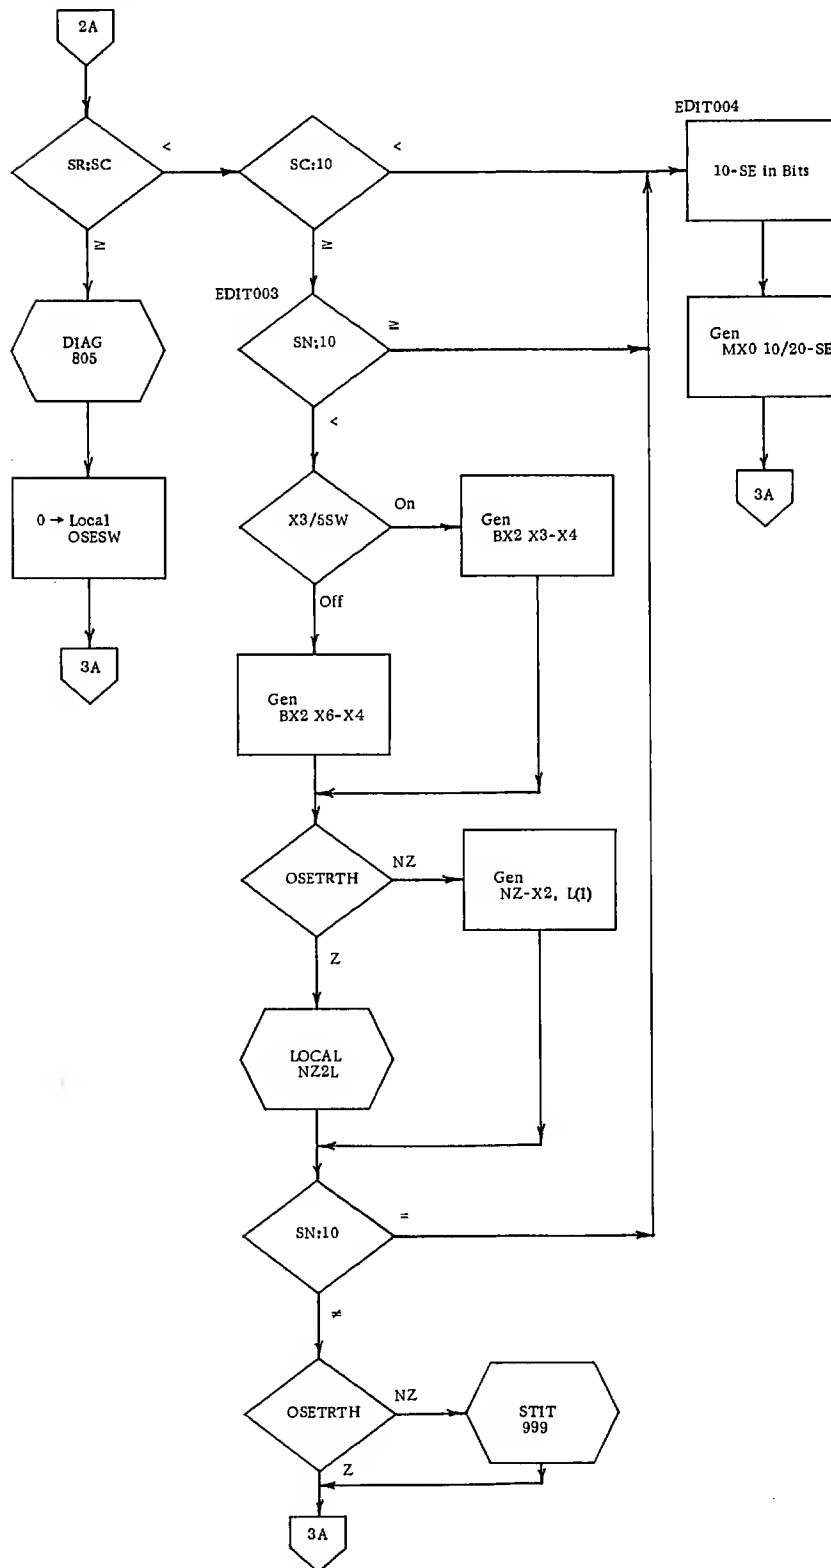 2A
EDIT004
SR:SC
<
SC:10
<
10-SE in Bits
≥
≥
EDIT003
DIAG
805
SN:10
≥
Gen
MX0 10/20-SE
<
0 → Local
OSESW
X3/5SW
On
Gen
BX2 X3-X4
3A
Off
3A
Gen
BX2 X6-X4
OSETRTH
NZ
Gen
NZ-X2, L(1)
Z
LOCAL
NZ2L
SN:10
=
≠
OSETRTH
NZ
STIT
999
Z
3A